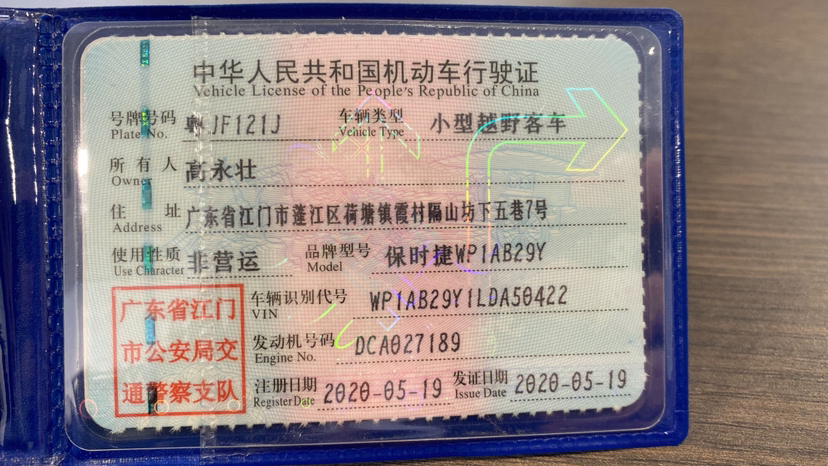 中华人民共和国机动车行驶证
Vehicle License of the People's Republic of China
号牌号码 粤JF121J 车辆类型 小型越野客车
Plate No. Vehicle Type
所有人 高永壮
Owner
住址 广东省江门市蓬江区荷塘镇霞村隔山坊下五巷7号
Address
使用性质 非营运 品牌型号 保时捷WP1AB29Y
Use Character Model
广东省江门
市公安局交
通警察支队
车辆识别代号 WP1AB29Y1LDA50422
VIN
发动机号码 DCA027189
Engine No.
注册日期 2020-05-19 发证日期 2020-05-19
Register Date Issue Date